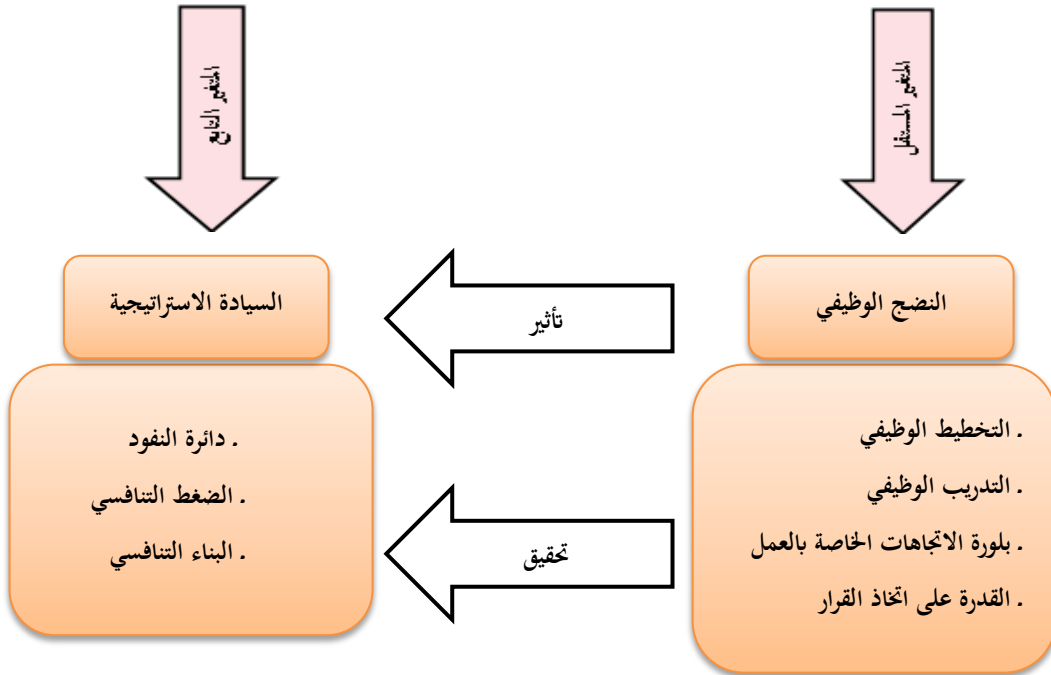 المتغير المستقل
المتغير التابع
النضج الوظيفي
تأثير
السيادة الاستراتيجية
. التخطيط الوظيفي
. التدريب الوظيفي
. بلورة الاتجاهات الخاصة بالعمل
. القدرة على اتخاذ القرار
تحقيق
. دائرة النفود
. الضغط التنافسي
. البناء التنافسي